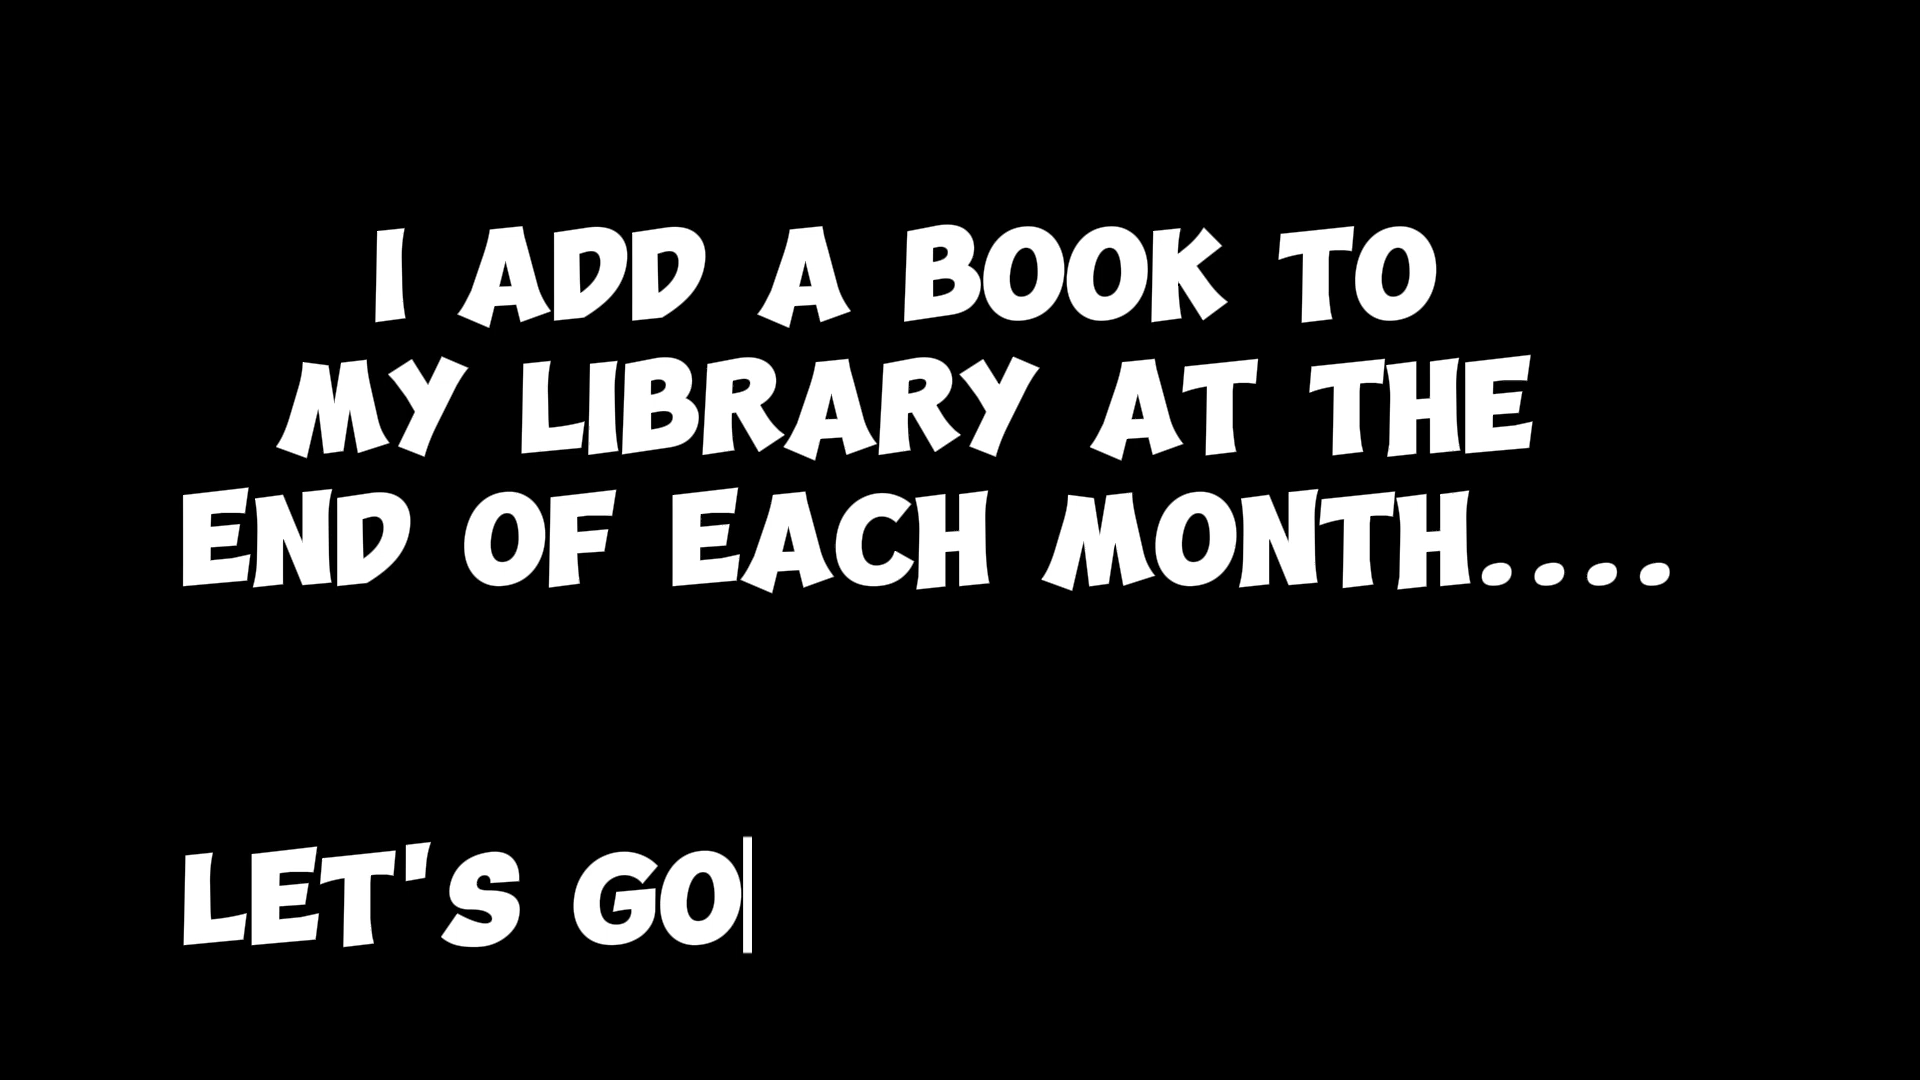 I ADD A BOOK TO
MY LIBRARY AT THE
END OF EACH MONTH....
LET'S GO